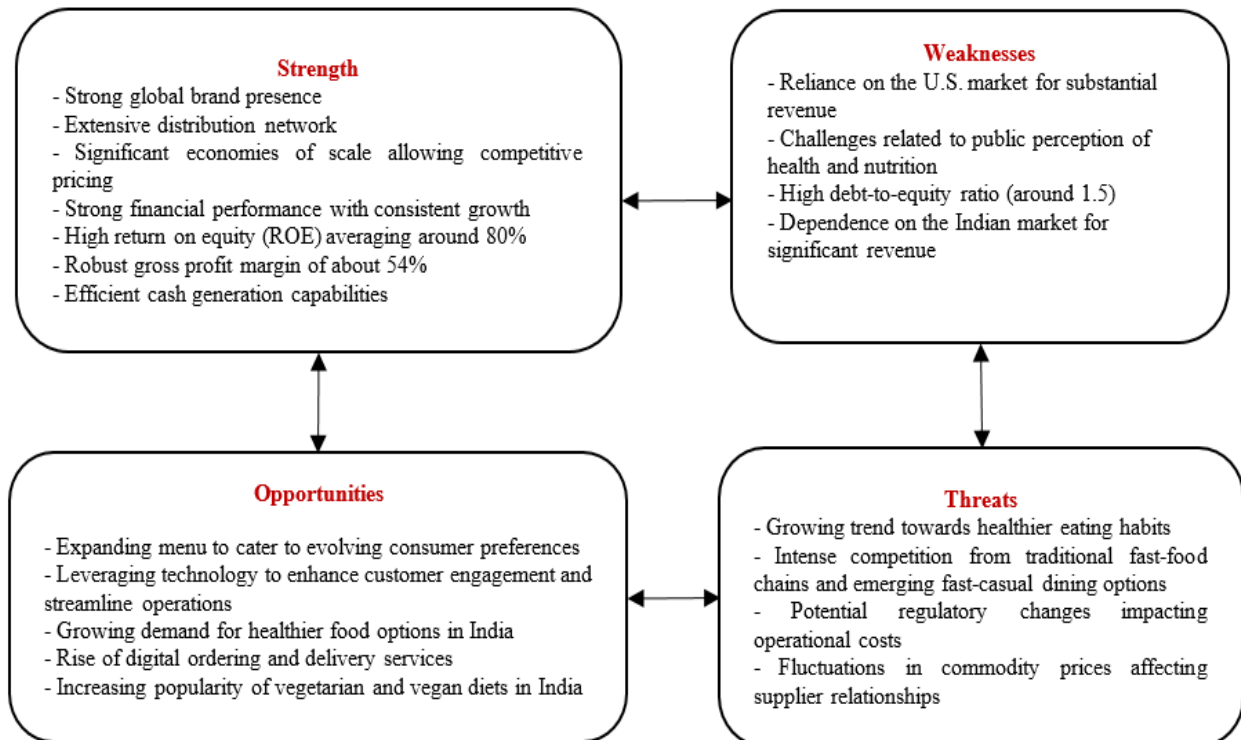 Strength
- Strong global brand presence
- Extensive distribution network
- Significant economies of scale allowing competitive
pricing
- Strong financial performance with consistent growth
- High return on equity (ROE) averaging around 80%
- Robust gross profit margin of about 54%
- Efficient cash generation capabilities
Weaknesses
- Reliance on the U.S. market for substantial
revenue
- Challenges related to public perception of
health and nutrition
- High debt-to-equity ratio (around 1.5)
- Dependence on the Indian market for
significant revenue
Opportunities
- Expanding menu to cater to evolving consumer preferences
- Leveraging technology to enhance customer engagement and
streamline operations
- Growing demand for healthier food options in India
- Rise of digital ordering and delivery services
- Increasing popularity of vegetarian and vegan diets in India
Threats
- Growing trend towards healthier eating habits
- Intense competition from traditional fast-food
chains and emerging fast-casual dining options
- Potential regulatory changes impacting
operational costs
- Fluctuations in commodity prices affecting
supplier relationships